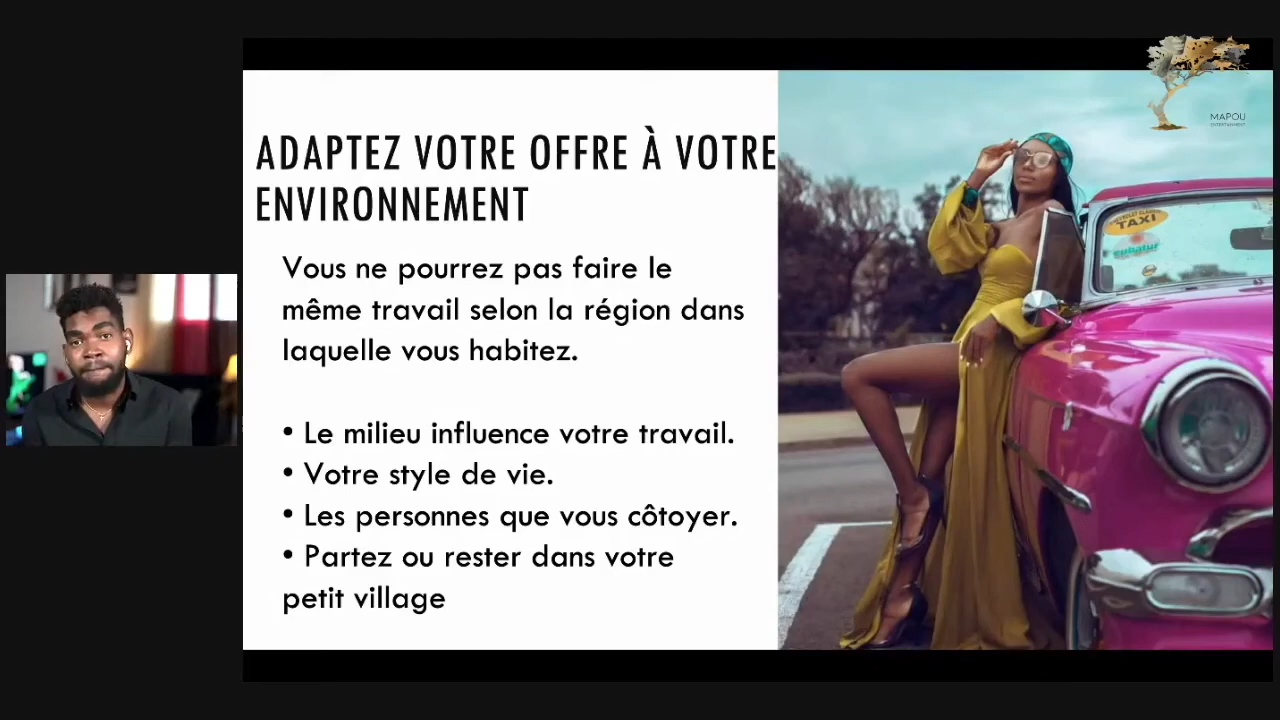 MAPOU
ENTERTAINMENT
ADAPTEZ VOTRE OFFRE À VOTRE
ENVIRONNEMENT
Vous ne pourrez pas faire le
même travail selon la région dans
laquelle vous habitez.
• Le milieu influence votre travail.
• Votre style de vie.
• Les personnes que vous côtoyer.
• Partez ou rester dans votre
petit village
TAXI
cubatur